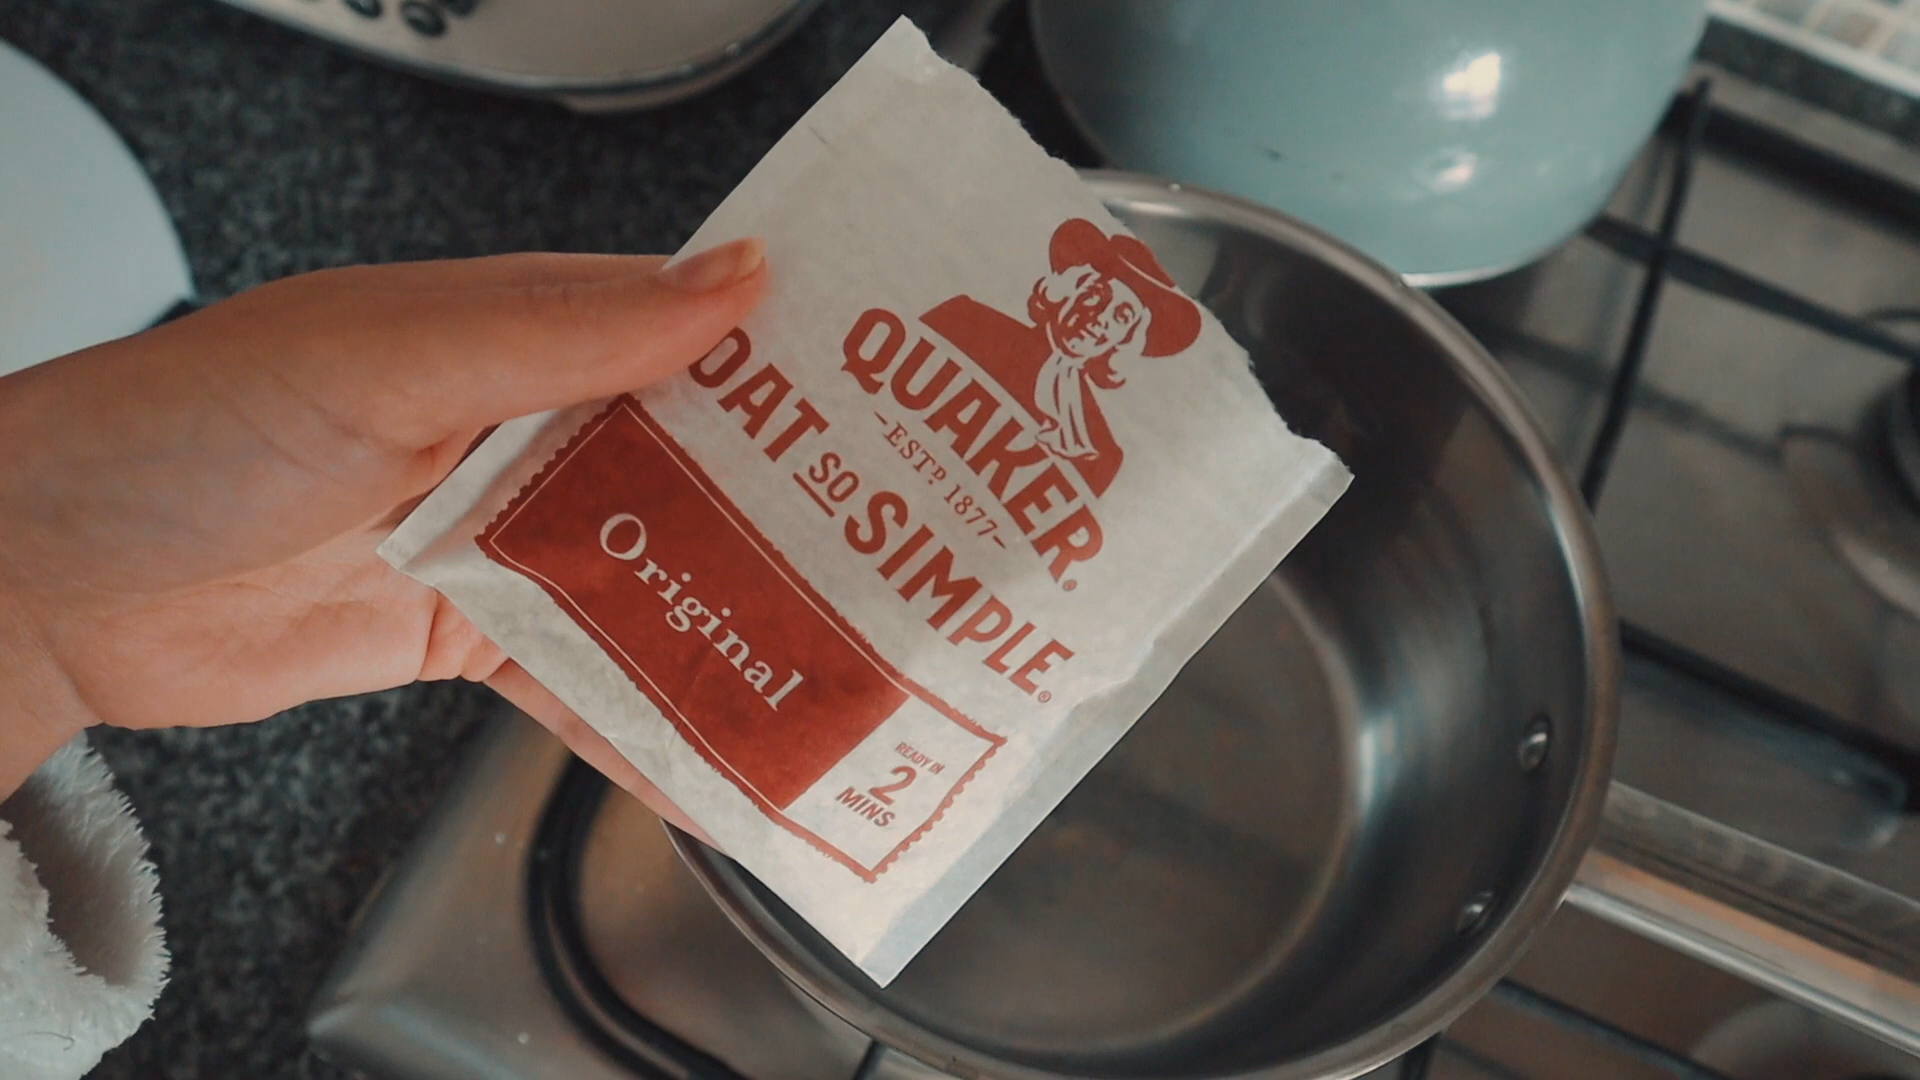 QUAKER®
-ESTD 1877-
OAT SO SIMPLE®
Original
READY IN
2
MINS